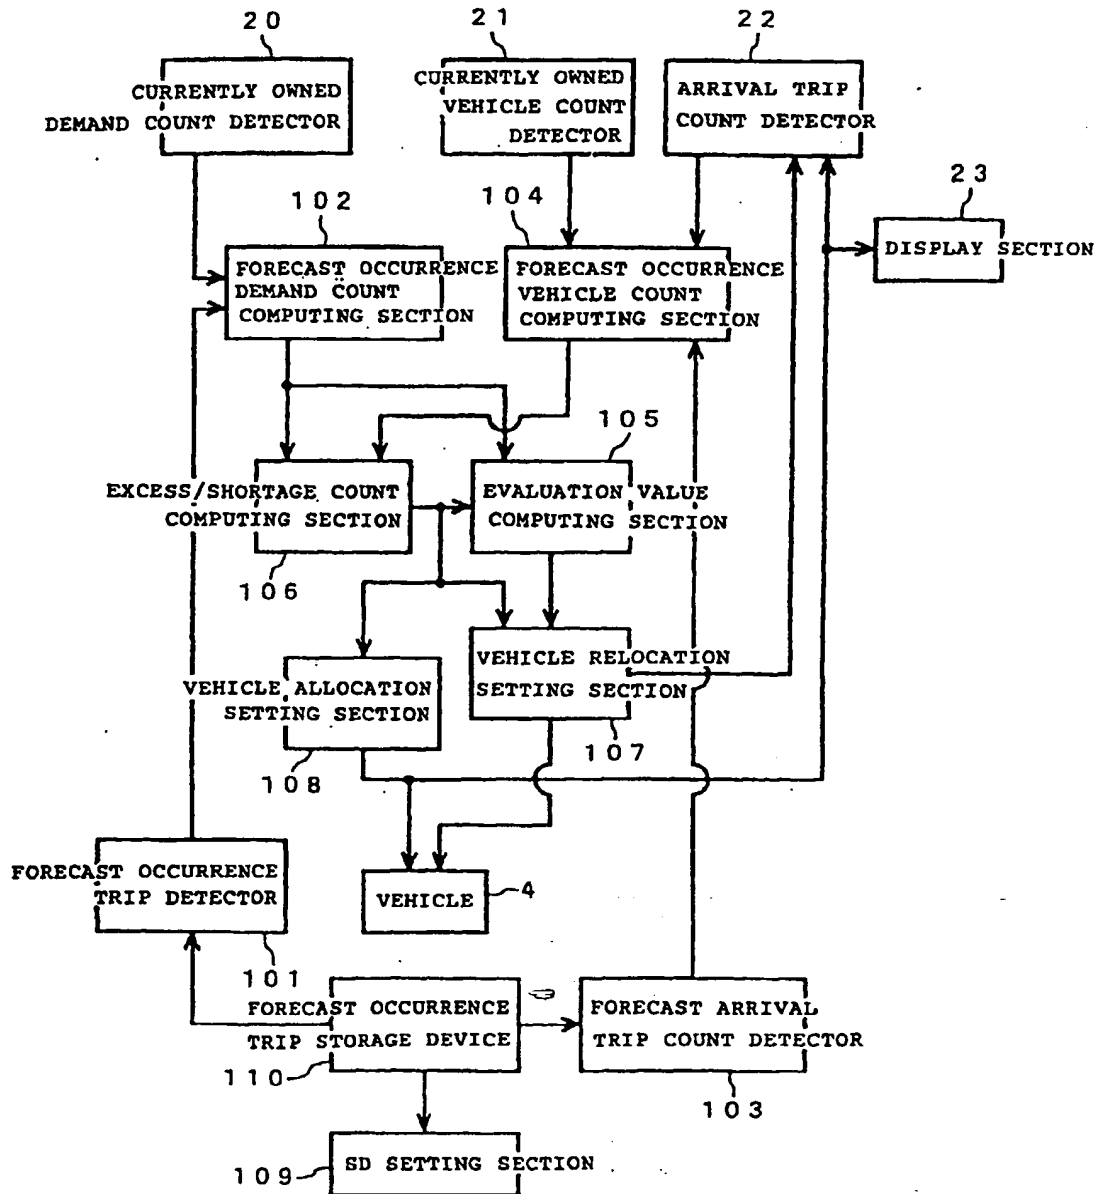 20
21
22
CURRENTLY OWNED
DEMAND COUNT DETECTOR
CURRENTLY OWNED
VEHICLE COUNT
DETECTOR
ARRIVAL TRIP
COUNT DETECTOR
23
DISPLAY SECTION
102
104
FORECAST OCCURRENCE
DEMAND COUNT
COMPUTING SECTION
FORECAST OCCURRENCE
VEHICLE COUNT
COMPUTING SECTION
105
EXCESS/SHORTAGE COUNT
COMPUTING SECTION
EVALUATION VALUE
COMPUTING SECTION
106
VEHICLE ALLOCATION
SETTING SECTION
VEHICLE RELOCATION
SETTING SECTION
107
108
FORECAST OCCURRENCE
TRIP DETECTOR
VEHICLE
4
101
FORECAST OCCURRENCE
TRIP STORAGE DEVICE
FORECAST ARRIVAL
TRIP COUNT DETECTOR
110
103
SD SETTING SECTION
109